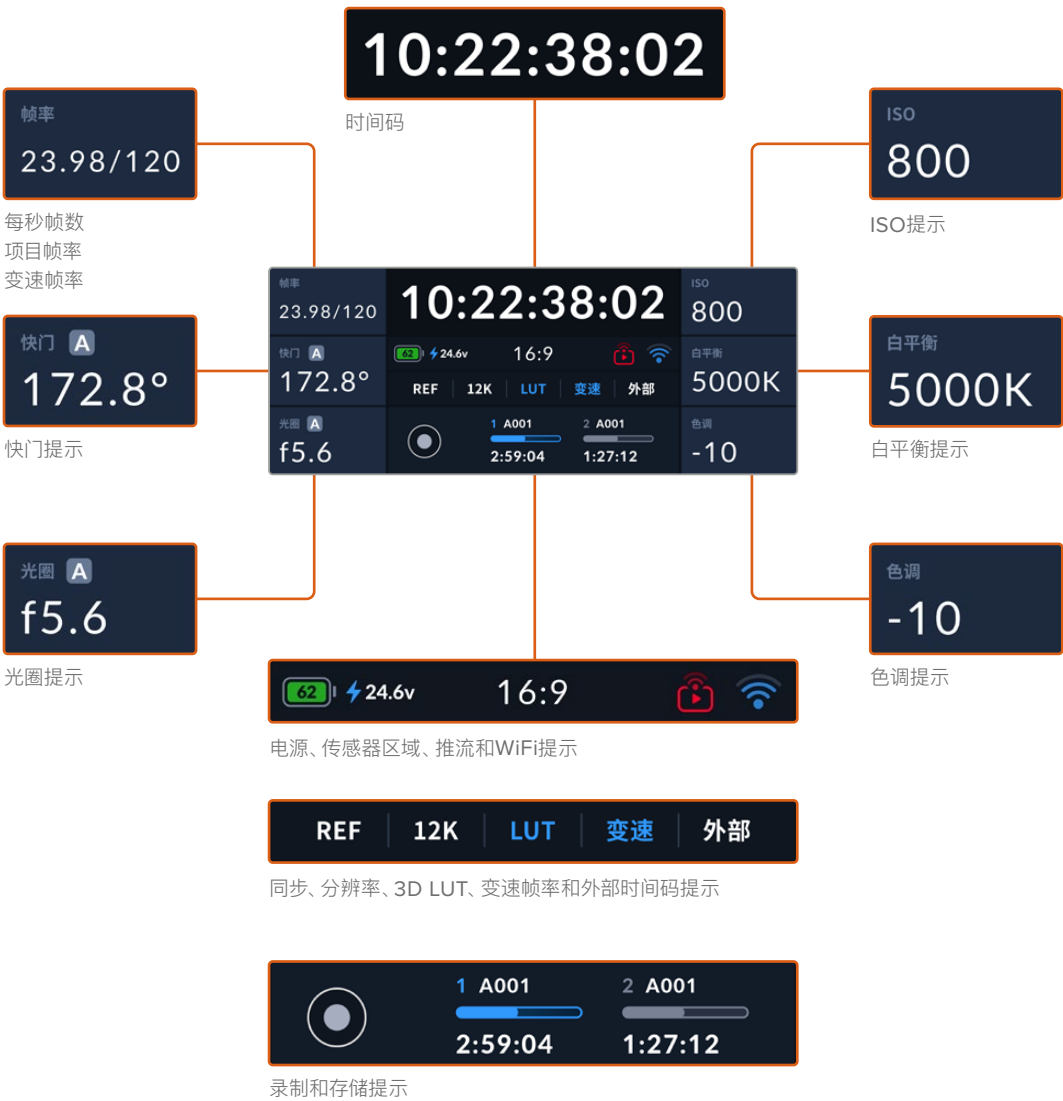 10:22:38:02
时间码
帧率
23.98/120
每秒帧数
项目帧率
变速帧率
ISO
800
ISO提示
帧率
23.98/120
10:22:38:02
ISO
800
快门 A
172.8°
62 24.6v 16:9
REF 12K LUT 变速 外部
白平衡
5000K
光圈 A
f5.6
1 A001 2 A001
2:59:04 1:27:12
色调
-10
快门 A
172.8°
快门提示
白平衡
5000K
白平衡提示
光圈 A
f5.6
光圈提示
色调
-10
色调提示
62 24.6v 16:9
电源、传感器区域、推流和WiFi提示
REF 12K LUT 变速 外部
同步、分辨率、3D LUT、变速帧率和外部时间码提示
1 A001 2 A001
2:59:04 1:27:12
录制和存储提示